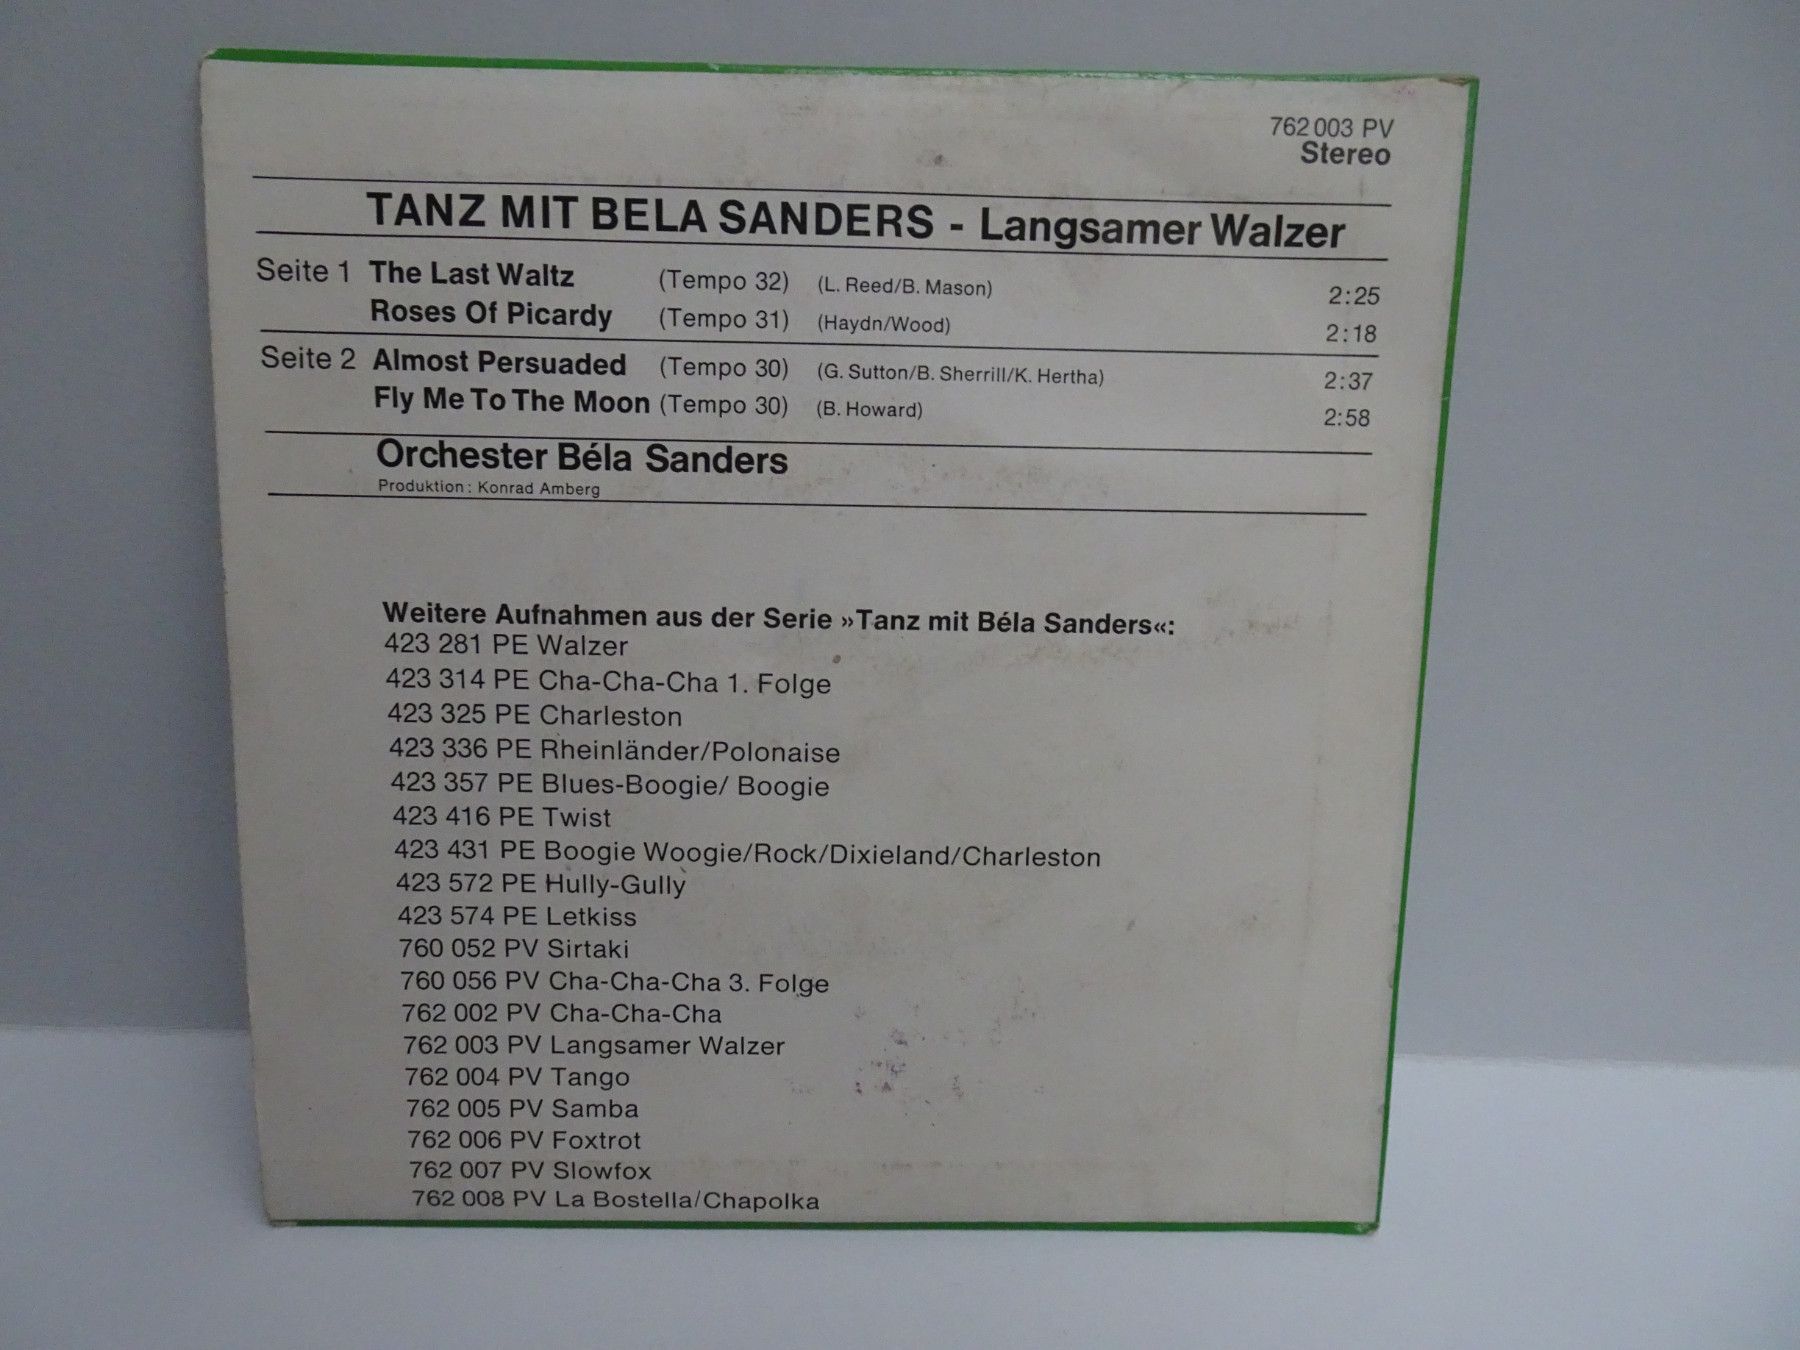 762 003 PV
Stereo
TANZ MIT BELA SANDERS - Langsamer Walzer
Seite 1 The Last Waltz (Tempo 32) (L. Reed/B. Mason) 2:25
Roses Of Picardy (Tempo 31) (Haydn/Wood) 2:18
Seite 2 Almost Persuaded (Tempo 30) (G. Sutton/B. Sherrill/K. Hertha) 2:37
Fly Me To The Moon (Tempo 30) (B. Howard) 2:58
Orchester Béla Sanders
Produktion: Konrad Amberg
Weitere Aufnahmen aus der Serie »Tanz mit Béla Sanders«:
423 281 PE Walzer
423 314 PE Cha-Cha-Cha 1. Folge
423 325 PE Charleston
423 336 PE Rheinländer/Polonaise
423 357 PE Blues-Boogie/ Boogie
423 416 PE Twist
423 431 PE Boogie Woogie/Rock/Dixieland/Charleston
423 572 PE Hully-Gully
423 574 PE Letkiss
760 052 PV Sirtaki
760 056 PV Cha-Cha-Cha 3. Folge
762 002 PV Cha-Cha-Cha
762 003 PV Langsamer Walzer
762 004 PV Tango
762 005 PV Samba
762 006 PV Foxtrot
762 007 PV Slowfox
762 008 PV La Bostella/Chapolka